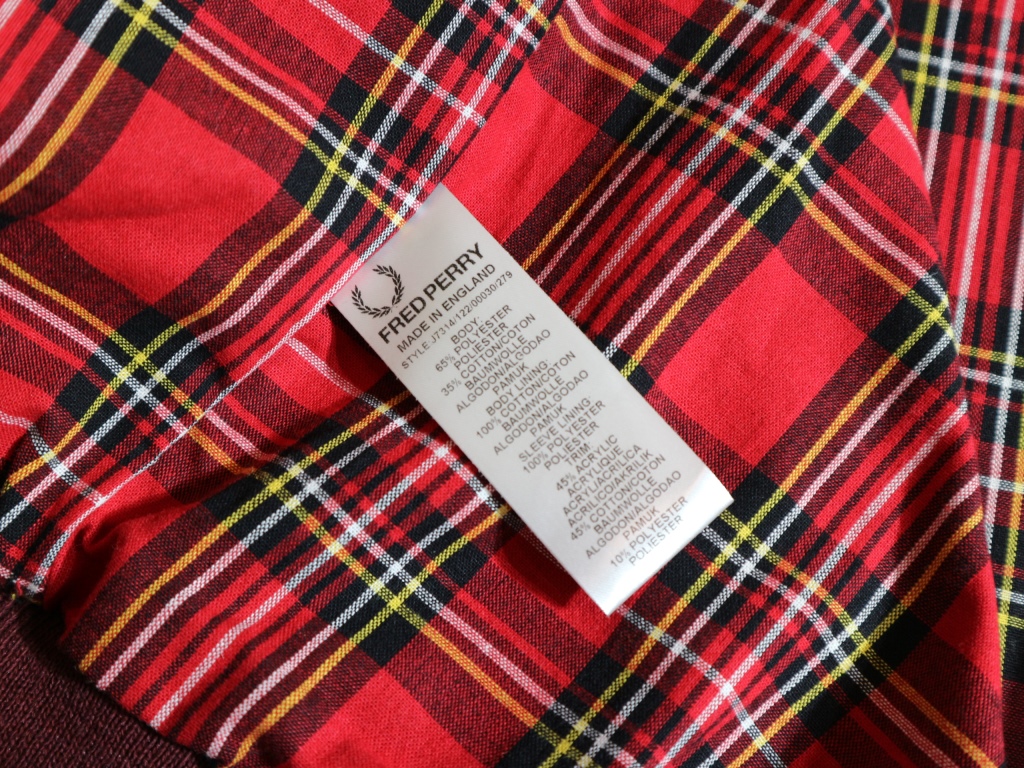 FRED PERRY
MADE IN ENGLAND
STYLE J7314/122/00030/279
BODY:
65% POLYESTER
POLIESTER
35% COTTON/COTON
BAUMWOLLE
ALGODON/ALGODAO
PAMUK
BODY LINING:
100% COTTON/COTON
BAUMWOLLE
ALGODON/ALGODAO
PAMUK
SLEEVE LINING
100% POLYESTER
POLIESTER
TRIM
45% ACRYLIC
ACRYLIQUE
ACRYL/ACRILICA
ACRILICO/AKRILIK
45% COTTON/COTON
BAUMWOLLE
ALGODON/ALGODAO
PAMUK
10% POLYESTER
POLIESTER